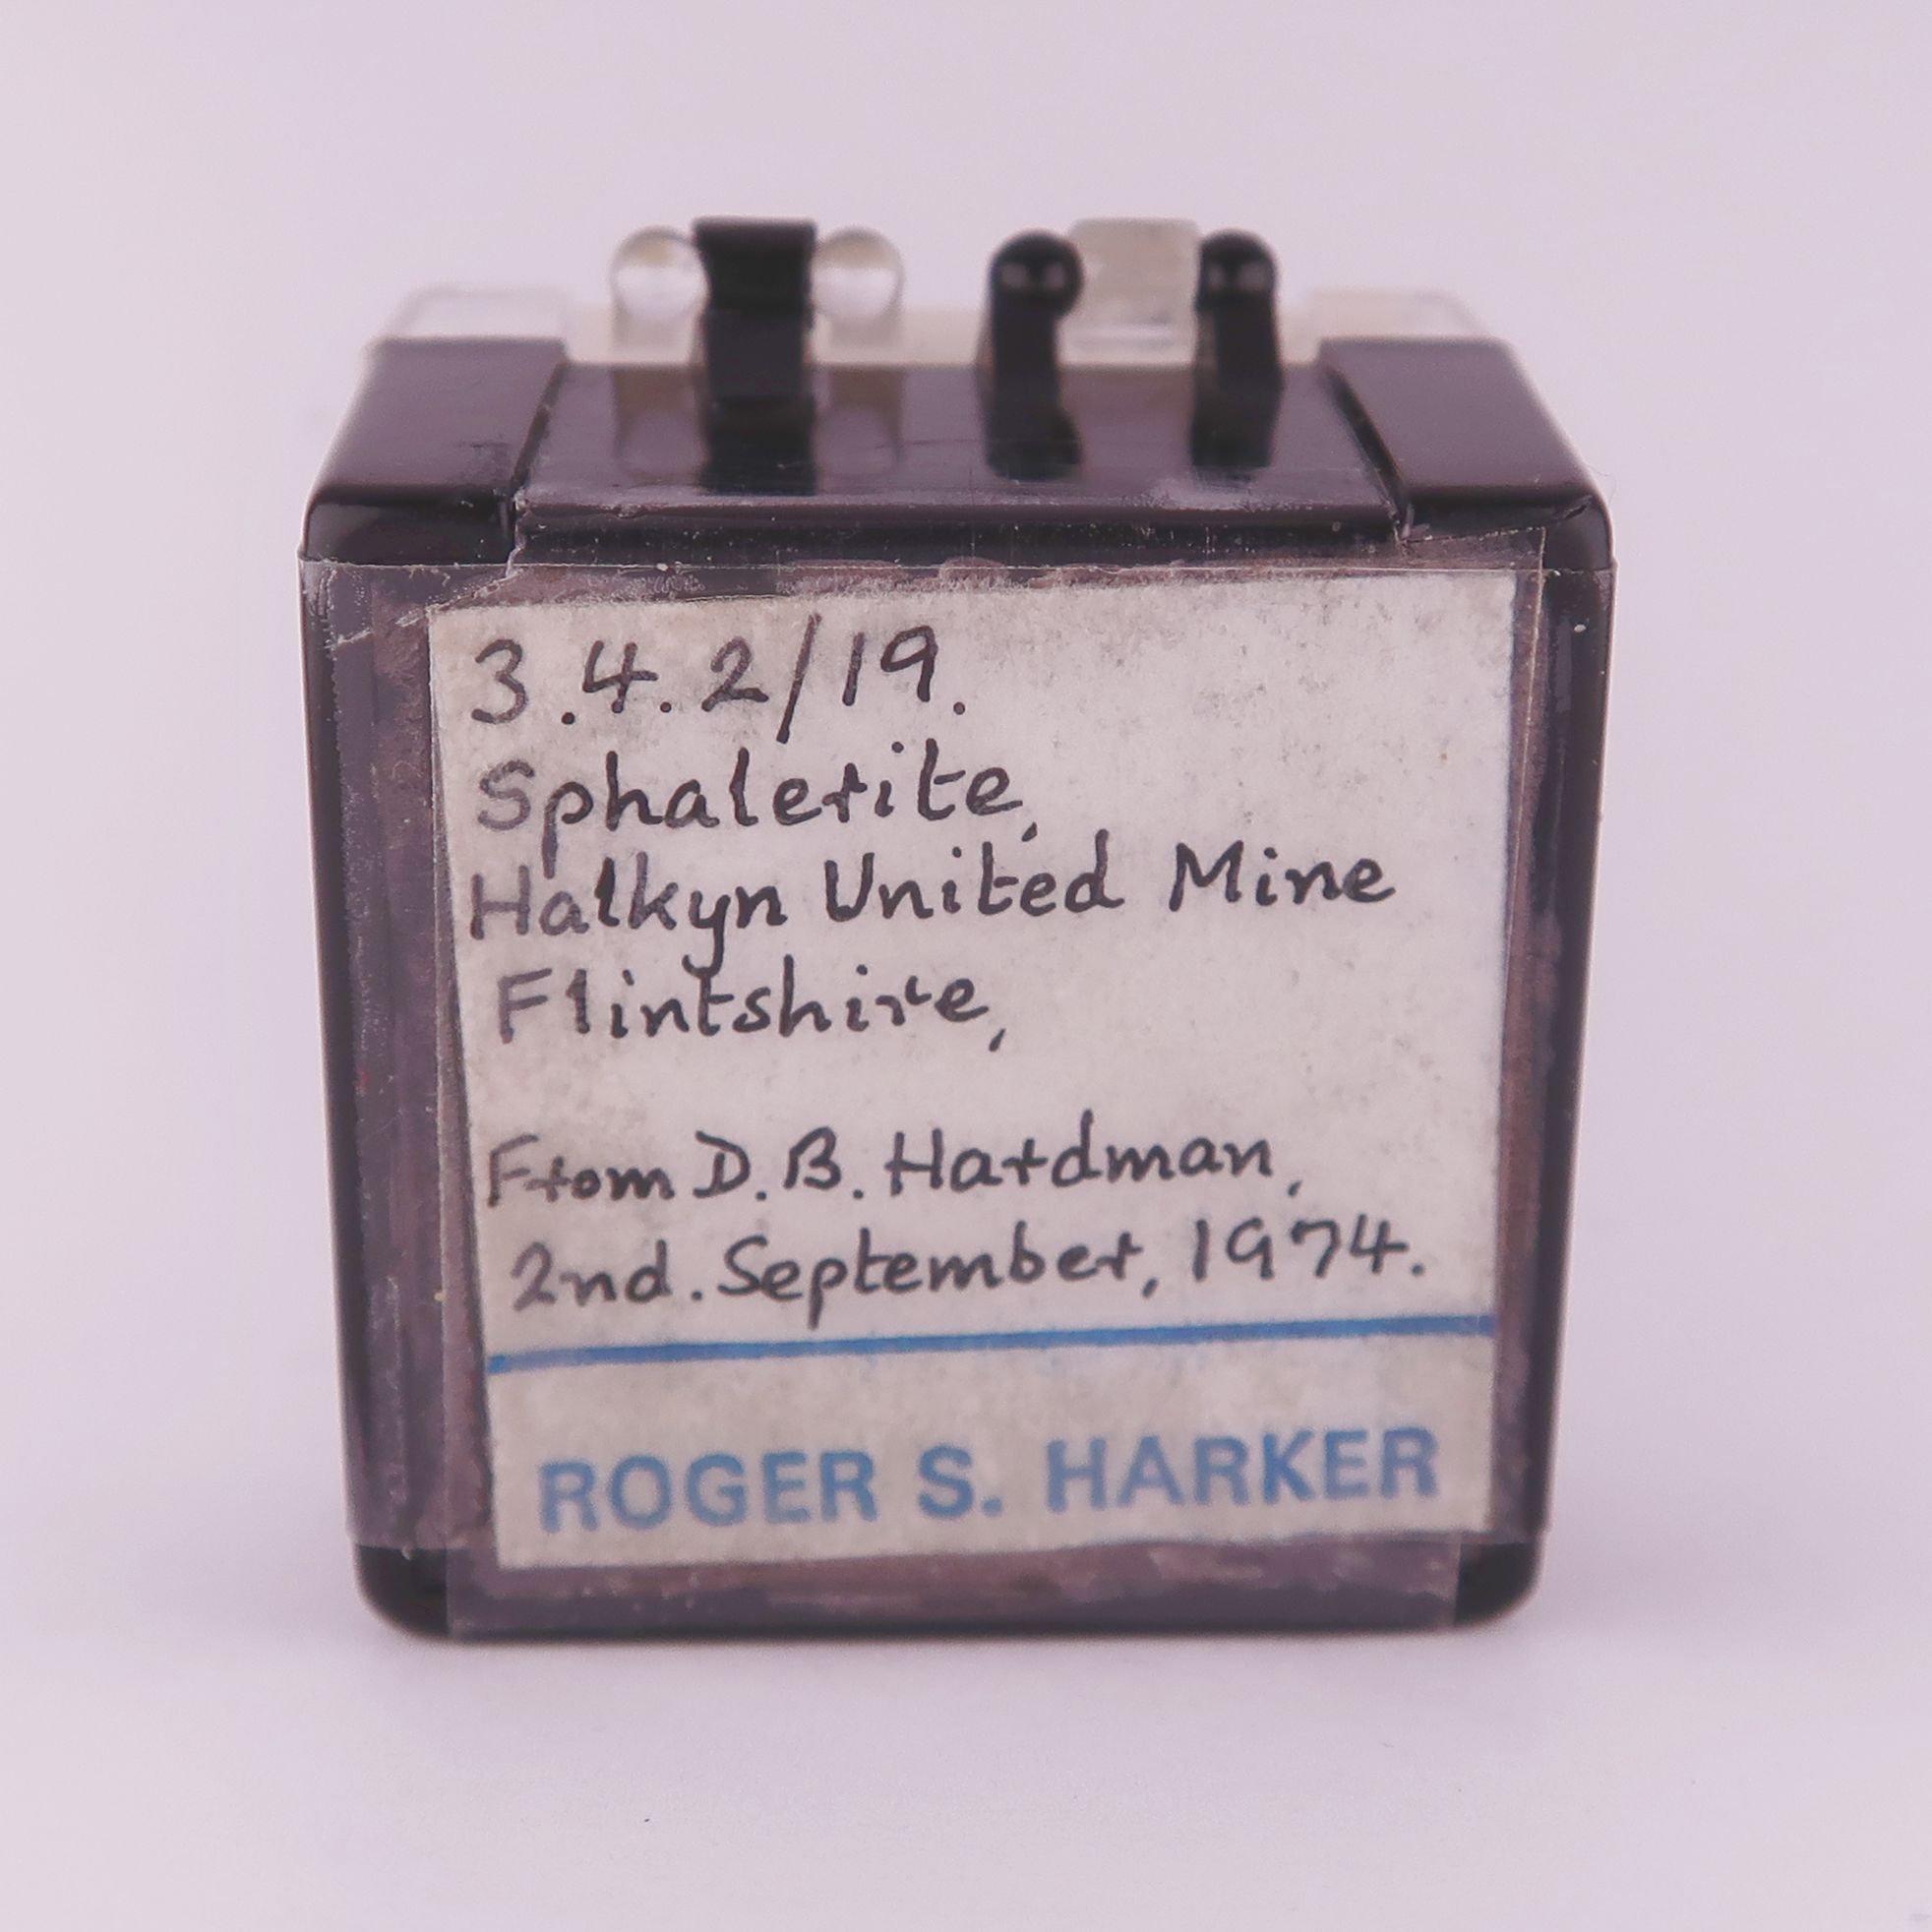 3.4.2/19.
Sphalerite,
Halkyn United Mine
Flintshire,
From D.B. Hardman,
2nd. September, 1974.
ROGER S. HARKER